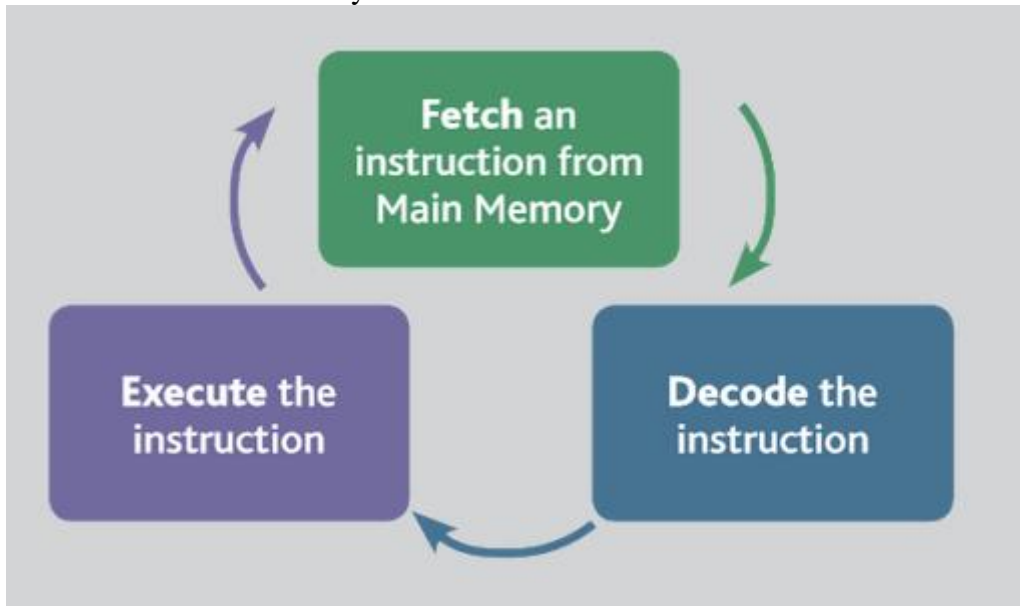 Fetch an
instruction from
Main Memory
Execute the
instruction
Decode the
instruction